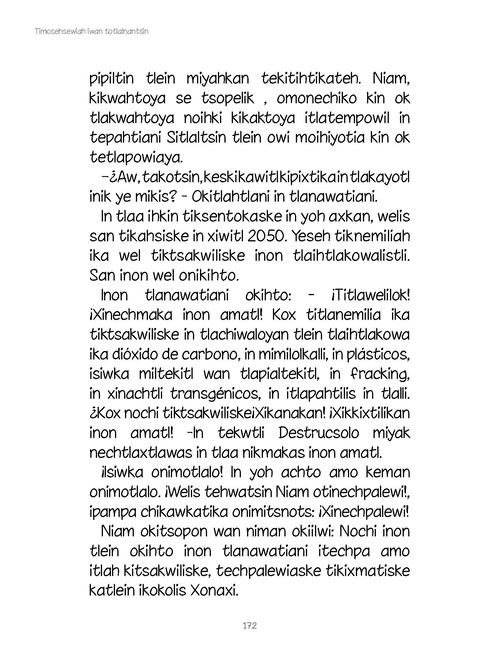 Timosehsewiah iwan totlalnantsin
pipiltin tlein miyahkan tekitihtikateh. Niam,
kikwahtoya se tsopelik , omonechiko kin ok
tlakwahtoya noihki kikaktoya itlatempowil in
tepahtiani Sitlaltsin tlein owi moihiyotia kin ok
tetlapowiaya.
–¿Aw, takotsin, keski kawitl kipixtika in tlakayotl
inik ye mikis? - Okitlahtlani in tlanawatiani.
In tlaa ihkin tiksentokaske in yoh axkan, welis
san tikahsiske in xiwitl 2050. Yeseh tiknemiliah
ika wel tiktsakwiliske inon tlaihtlakowalistli.
San inon wel onikihto.
Inon tlanawatiani okihto: - ¡Titlawelilok!
¡Xinechmaka inon amatl! Kox titlanemilia ika
tiktsakwiliske in tlachiwaloyan tlein tlaihtlakowa
ika dióxido de carbono, in mimilolkalli, in plásticos,
isiwka miltekitl wan tlapialtekitl, in fracking,
in xinachtli transgénicos, in itlapahtilis in tlalli.
¿Kox nochi tiktsakwiliske¡Xikanakan! ¡Xikkixtilikan
inon amatl! -In tekwtli Destrucsolo miyak
nechtlaxtlawas in tlaa nikmakas inon amatl.
¡Isiwka onimotlalo! In yoh achto amo keman
onimotlalo. ¡Welis tehwatsin Niam otinechpalewi!,
ipampa chikawkatika onimitsnots: ¡Xinechpalewi!
Niam okitsopon wan niman okiilwi: Nochi inon
tlein okihto inon tlanawatiani itechpa amo
itlah kitsakwiliske, techpalewiaske tikixmatiske
katlein ikokolis Xonaxi.
172